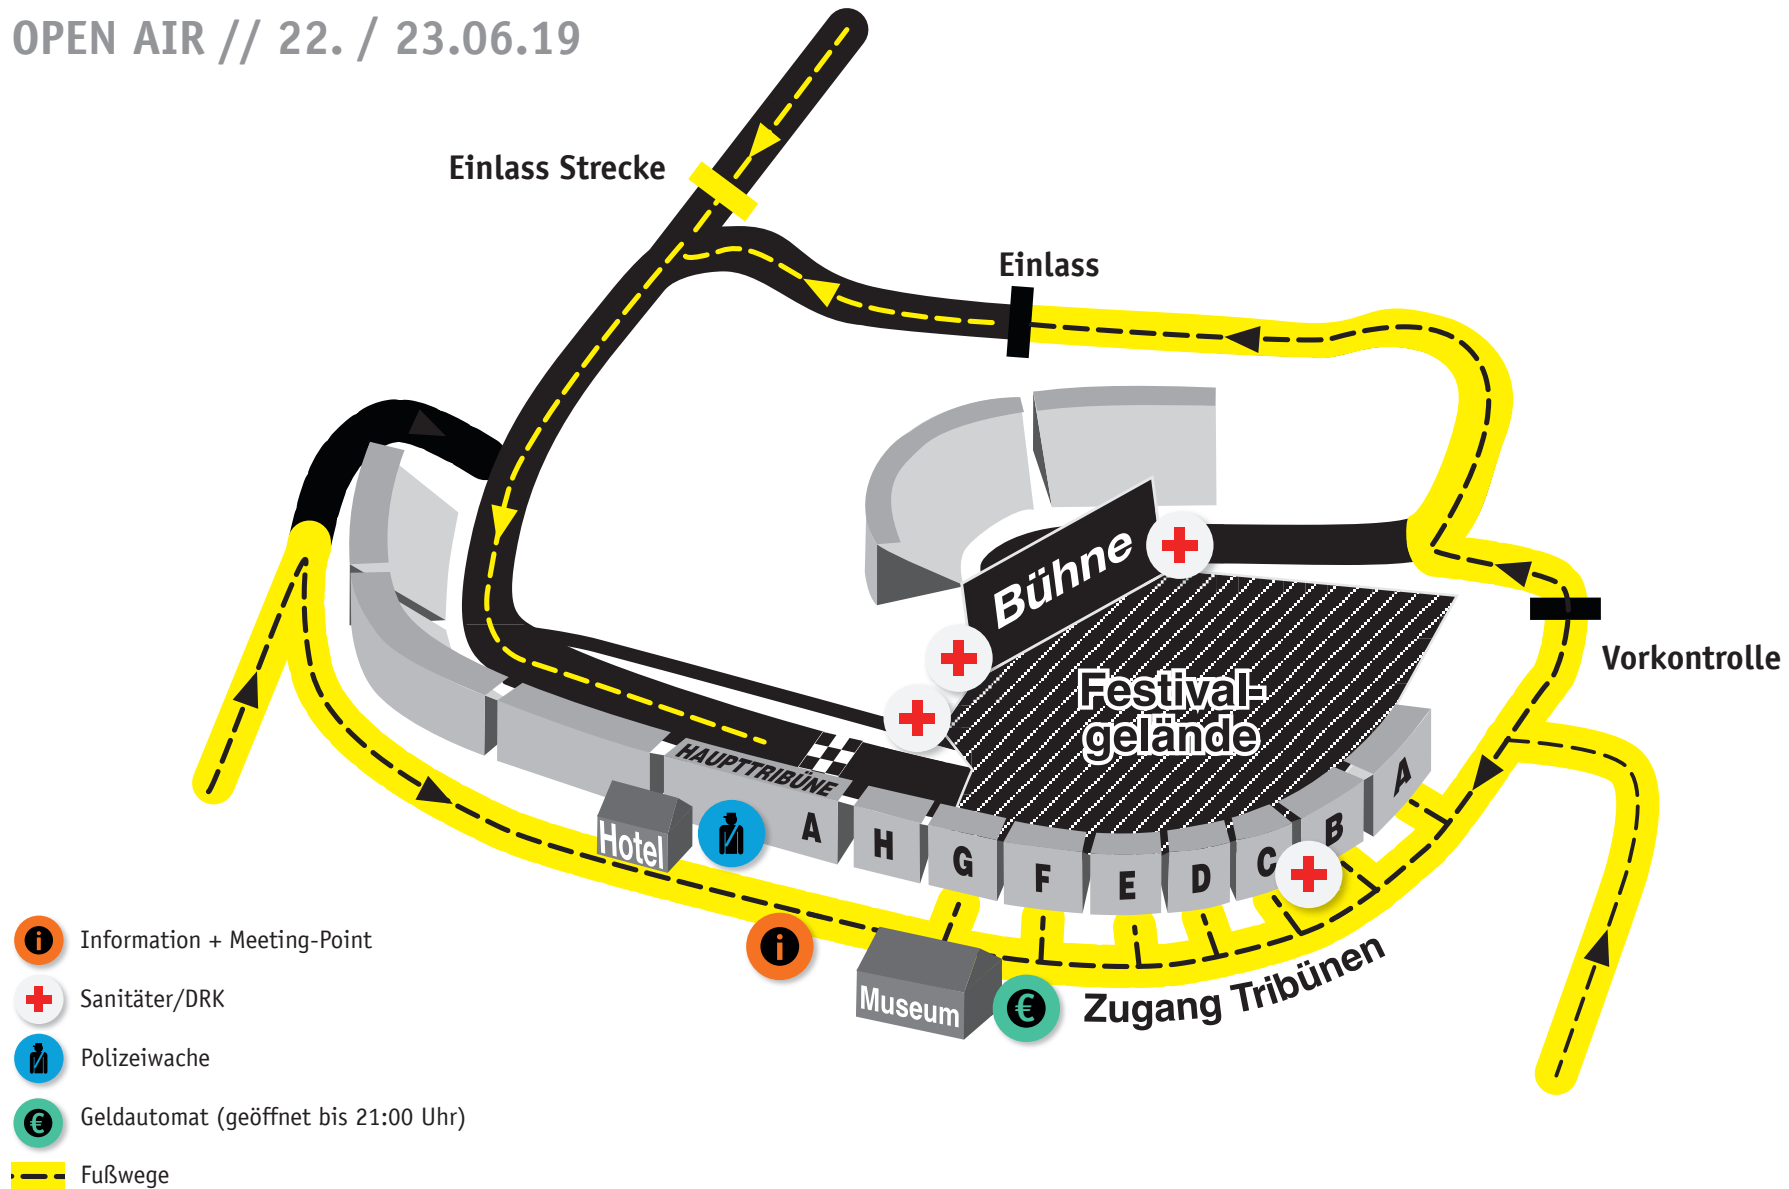 OPEN AIR // 22. / 23.06.19
Einlass Strecke
Einlass
Vorkontrolle
Bühne
Festival-
gelände
HAUPTTRIBÜNE
A
H
G
F
E
D
C
B
A
Hotel
Museum
Zugang Tribünen
Information + Meeting-Point
Sanitäter/DRK
Polizeiwache
Geldautomat (geöffnet bis 21:00 Uhr)
Fußwege